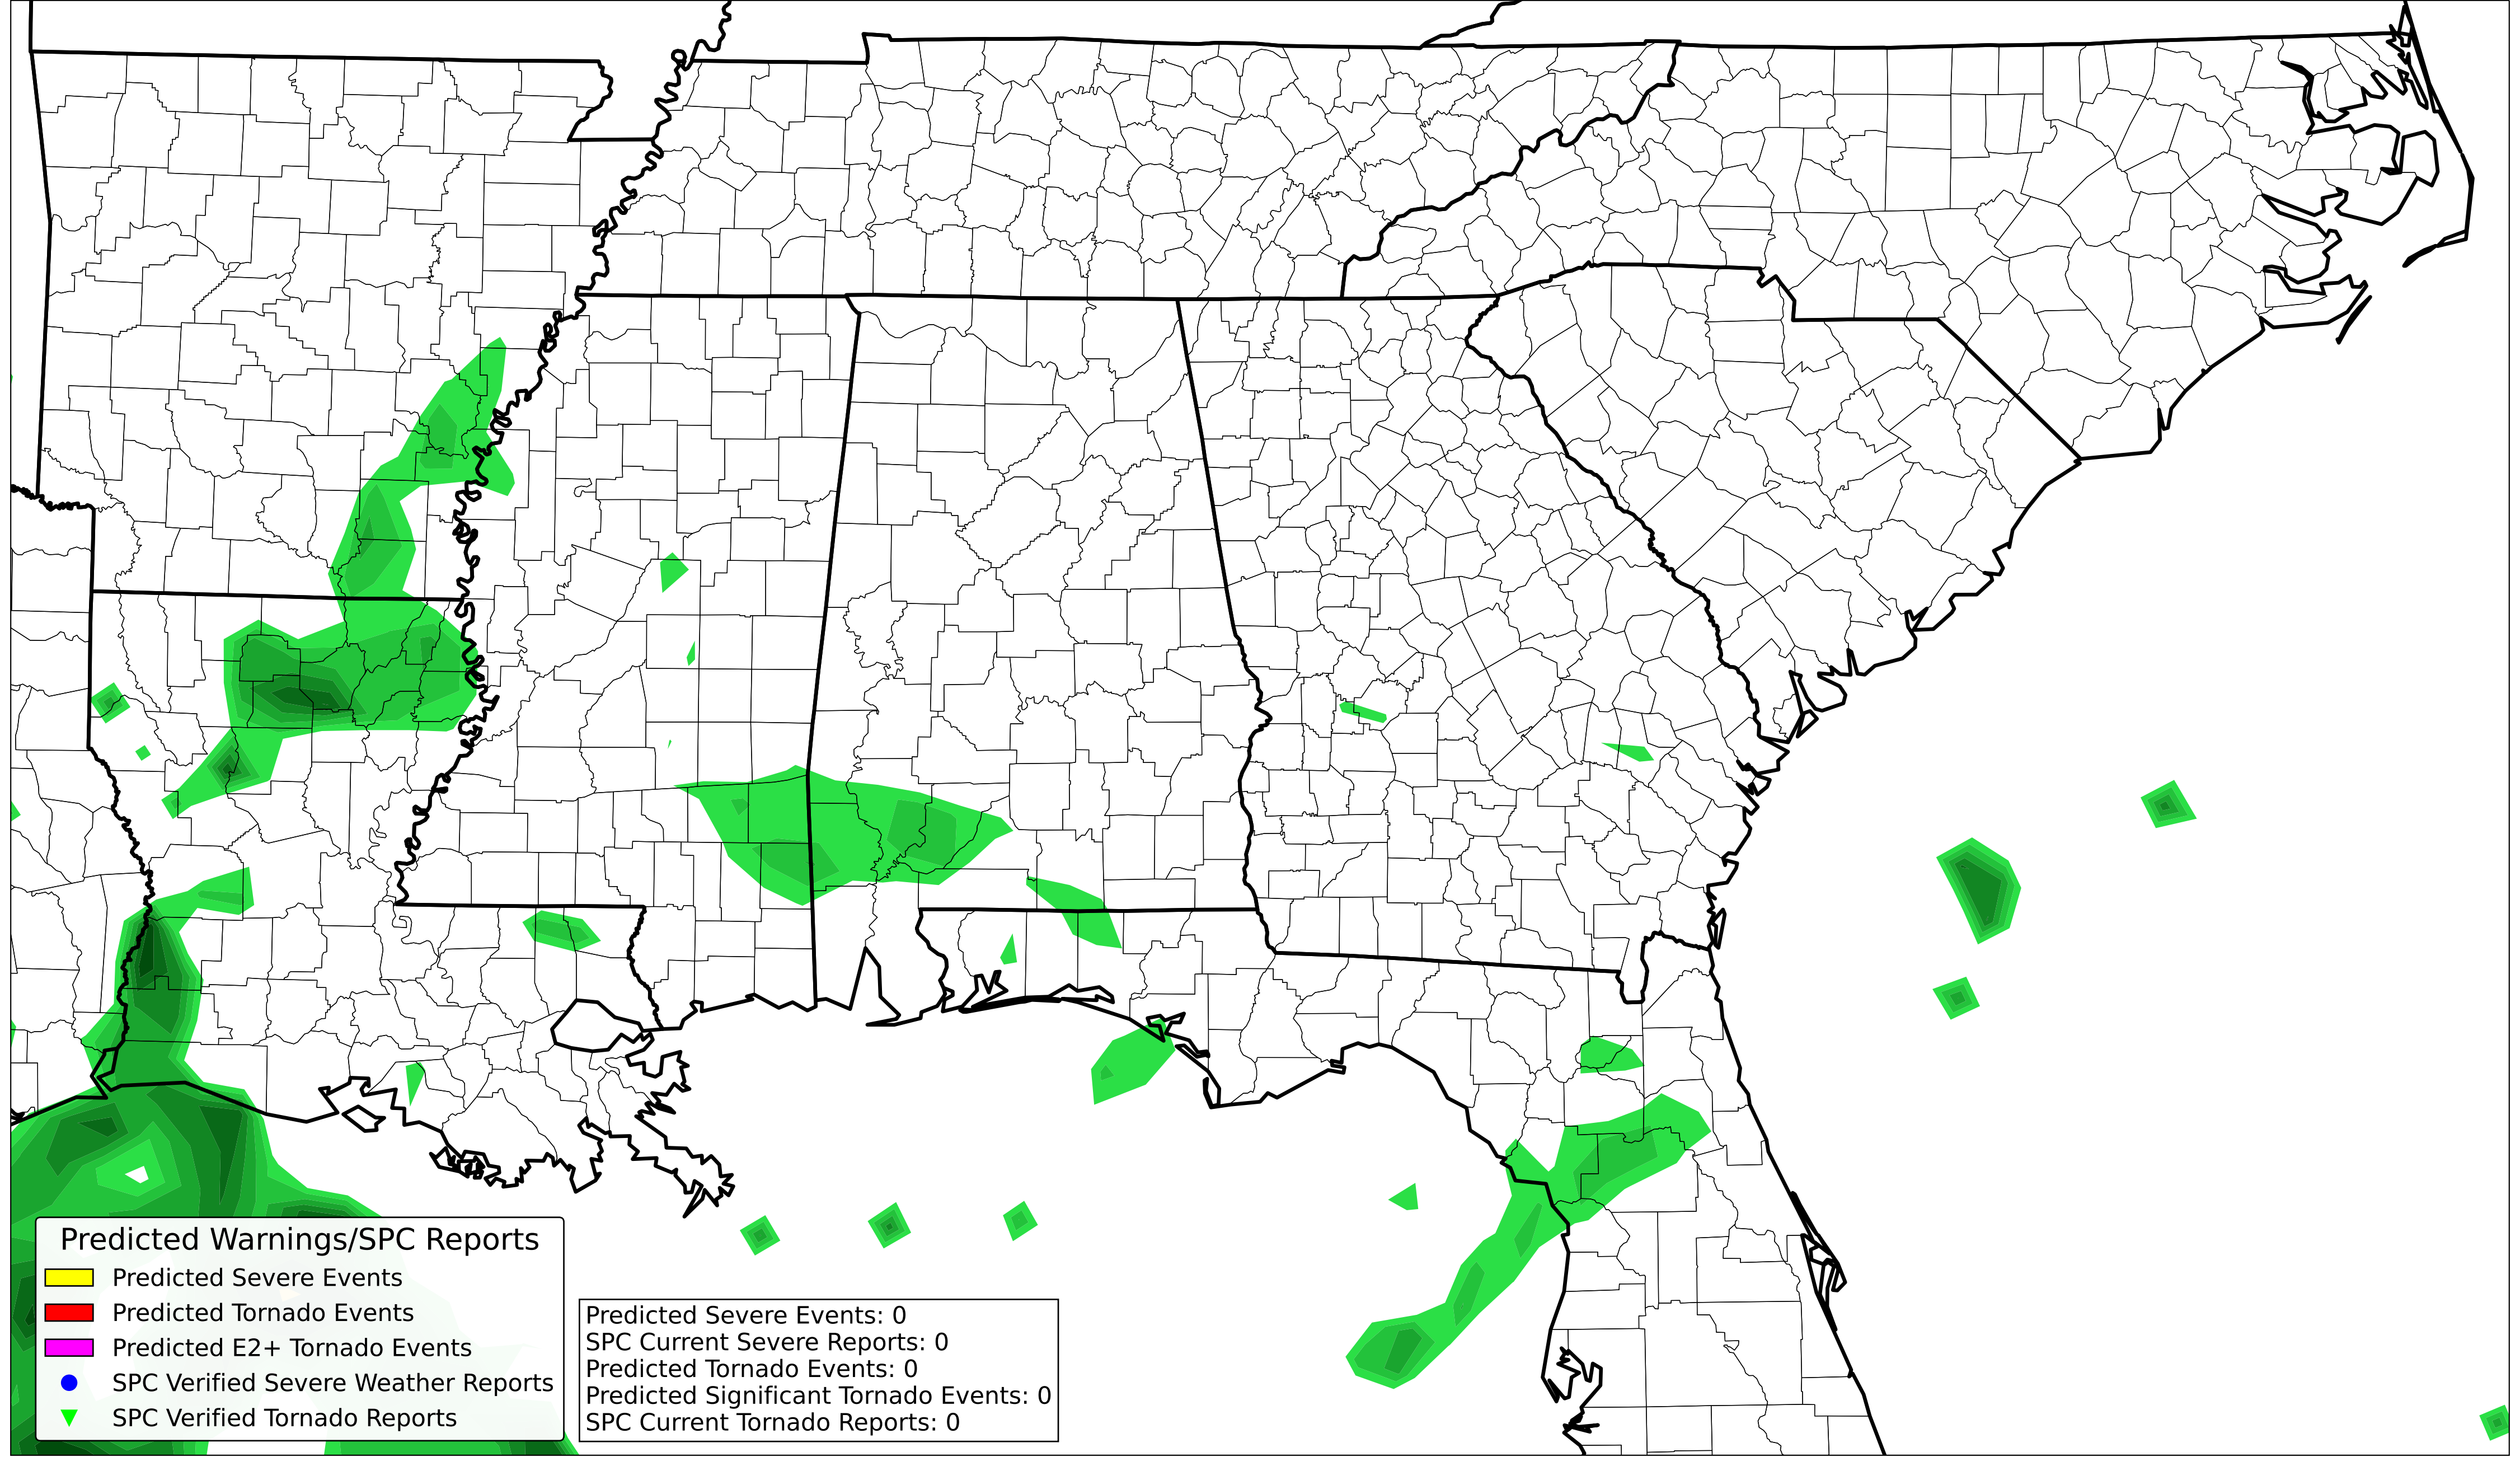 Predicted Warnings/SPC Reports
Predicted Severe Events
Predicted Tornado Events
Predicted E2+ Tornado Events
SPC Verified Severe Weather Reports
SPC Verified Tornado Reports
Predicted Severe Events: 0
SPC Current Severe Reports: 0
Predicted Tornado Events: 0
Predicted Significant Tornado Events: 0
SPC Current Tornado Reports: 0